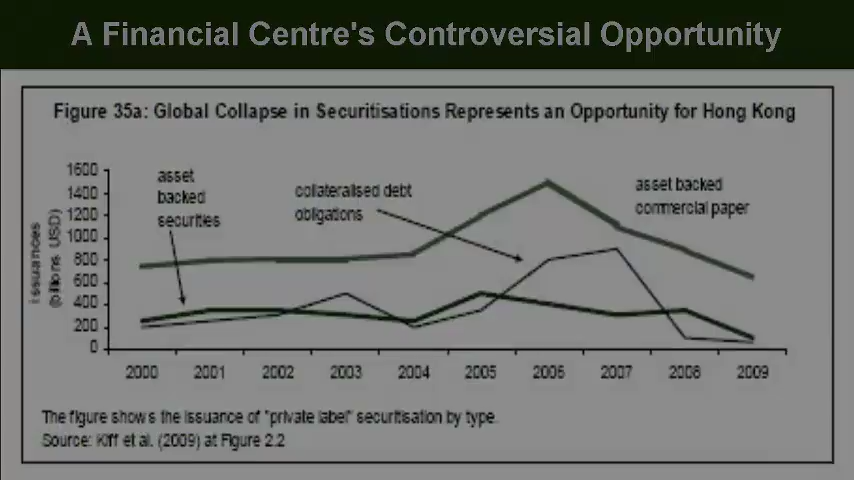 A Financial Centre's Controversial Opportunity
Figure 35a: Global Collapse in Securitisations Represents an Opportunity for Hong Kong
Issuances
(billions USD)
1600
1400
1200
1000
800
600
400
200
0
asset
backed
securities
collateralised debt
obligations
asset backed
commercial paper
2000 2001 2002 2003 2004 2005 2006 2007 2008 2009
The figure shows the issuance of "private label" securitisation by type.
Source: Kiff et al. (2009) at Figure 2.2